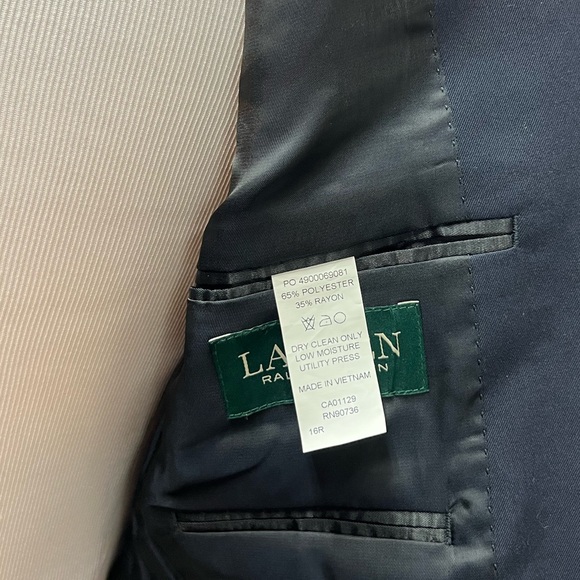 PO 4900069081
65% POLYESTER
35% RAYON
DRY CLEAN ONLY
LOW MOISTURE
UTILITY PRESS
MADE IN VIETNAM
CA01129
RN90736
16R